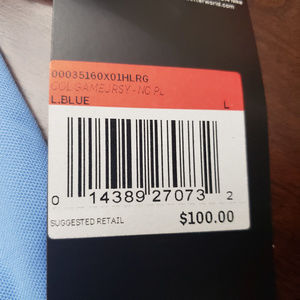 00035160X01HLRG
COL GAMEJRSY - NC PL
L.BLUE L
0 14389 27073 2
SUGGESTED RETAIL $100.00